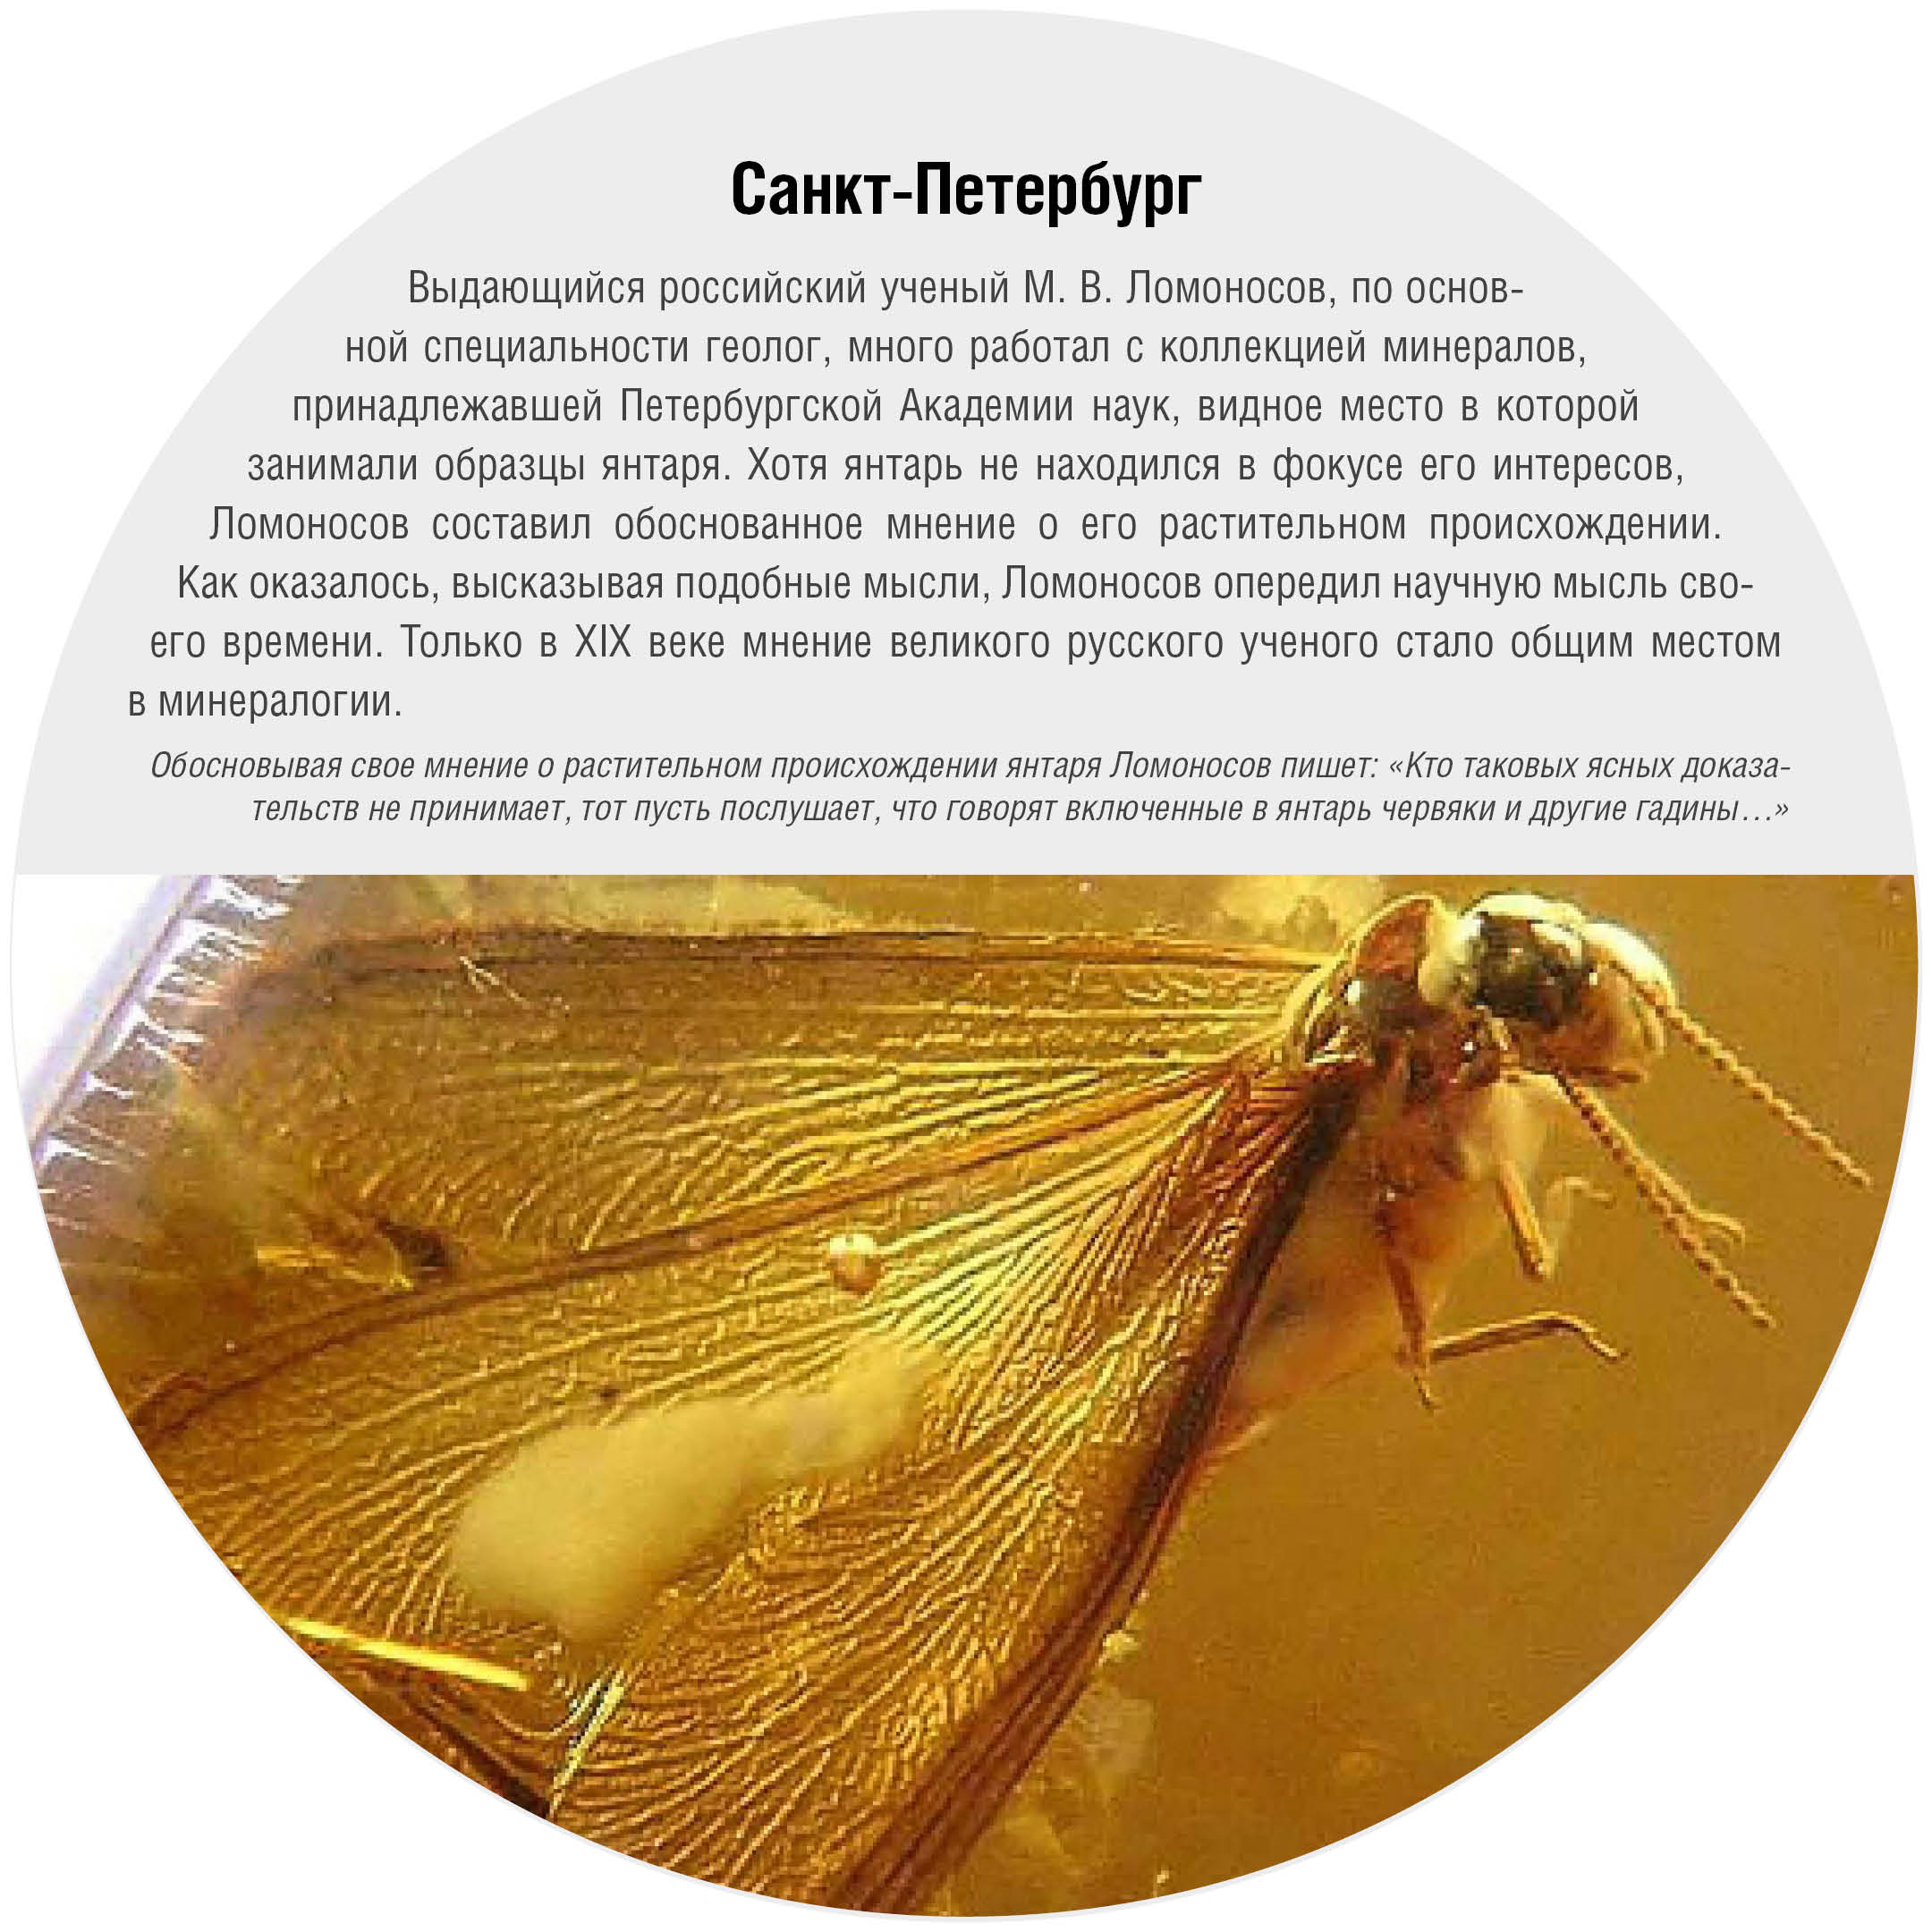 Санкт-Петербург
Выдающийся российский ученый М. В. Ломоносов, по основ-
ной специальности геолог, много работал с коллекцией минералов,
принадлежавшей Петербургской Академии наук, видное место в которой
занимали образцы янтаря. Хотя янтарь не находился в фокусе его интересов,
Ломоносов составил обоснованное мнение о его растительном происхождении.
Как оказалось, высказывая подобные мысли, Ломоносов опередил научную мысль сво-
его времени. Только в XIX веке мнение великого русского ученого стало общим местом
в минералогии.
Обосновывая свое мнение о растительном происхождении янтаря Ломоносов пишет: «Кто таковых ясных доказа-
тельств не принимает, тот пусть послушает, что говорят включенные в янтарь червяки и другие гадины…»